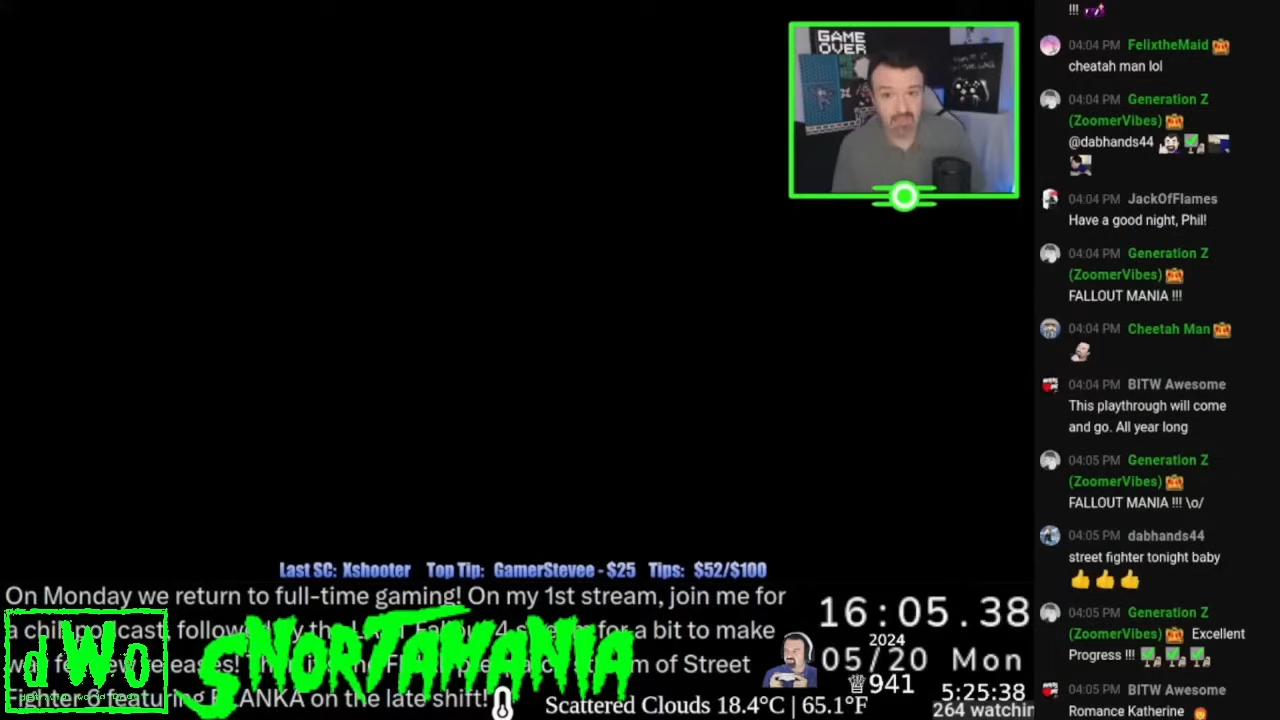 GAME
OVER
Last SC: Xshooter Top Tip: GamerStevee - $25 Tips: $52/$100
On Monday we return to full-time gaming! On my 1st stream, join me for
a chill podcast, followed by the Fallout 4 for a bit to make
way for new releases! of Street
Fighter 6 featuring BLANKA on the late shift!
dWo
SNORTAMANIA
16:05.38
2024
05/20 Mon
941
5:25:38
Scattered Clouds 18.4°C | 65.1°F
264 watchin
!!!
04:04 PM FelixtheMaid
cheatah man lol
04:04 PM Generation Z
(ZoomerVibes)
@dabhands44
04:04 PM JackOfFlames
Have a good night, Phil!
04:04 PM Generation Z
(ZoomerVibes)
FALLOUT MANIA !!!
04:04 PM Cheetah Man
04:04 PM BITW Awesome
This playthrough will come
and go. All year long
04:05 PM Generation Z
(ZoomerVibes)
FALLOUT MANIA !!! \o/
04:05 PM dabhands44
street fighter tonight baby
04:05 PM Generation Z
(ZoomerVibes) Excellent
Progress !!!
04:05 PM BITW Awesome
Romance Katherine